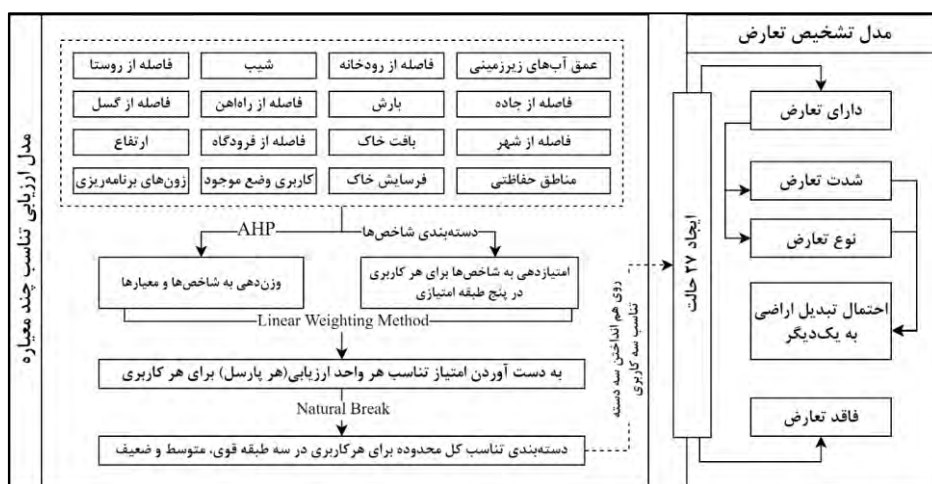 مدل تشخیص تعارض
مدل ارزیابی تناسب چند معیاره
عمق آب‌های زیرزمینی
فاصله از رودخانه
شیب
فاصله از روستا
فاصله از جاده
بارش
فاصله از راه‌آهن
فاصله از گسل
فاصله از شهر
بافت خاک
فاصله از فرودگاه
ارتفاع
مناطق حفاظتی
فرسایش خاک
کاربری وضع موجود
زون‌های برنامه‌ریزی
دسته‌بندی شاخص‌ها
AHP
امتیازدهی به شاخص‌ها برای هر کاربری
در پنج طبقه امتیازی
وزن‌دهی به شاخص‌ها و معیارها
Linear Weighting Method
به دست آوردن امتیاز تناسب هر واحد ارزیابی(هر پارسل) برای هر کاربری
Natural Break
دسته‌بندی تناسب کل محدوده برای هرکاربری در سه طبقه قوی، متوسط و ضعیف
روی هم انداختن سه دسته
تناسب سه کاربری
ایجاد ۲۷ حالت
دارای تعارض
شدت تعارض
نوع تعارض
احتمال تبدیل اراضی
به یک‌دیگر
فاقد تعارض